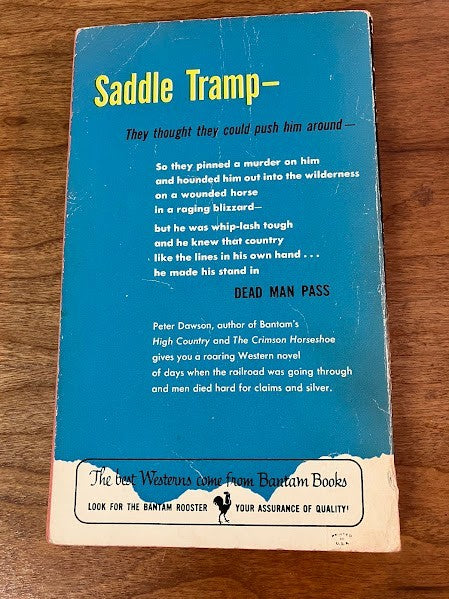 Saddle Tramp—
They thought they could push him around—
So they pinned a murder on him
and hounded him out into the wilderness
on a wounded horse
in a raging blizzard—
but he was whip-lash tough
and he knew that country
like the lines in his own hand . . .
he made his stand in
DEAD MAN PASS
Peter Dawson, author of Bantam's
High Country and The Crimson Horseshoe
gives you a roaring Western novel
of days when the railroad was going through
and men died hard for claims and silver.
The best Westerns come from Bantam Books
LOOK FOR THE BANTAM ROOSTER YOUR ASSURANCE OF QUALITY!
PRINTED
IN
U.S.A.